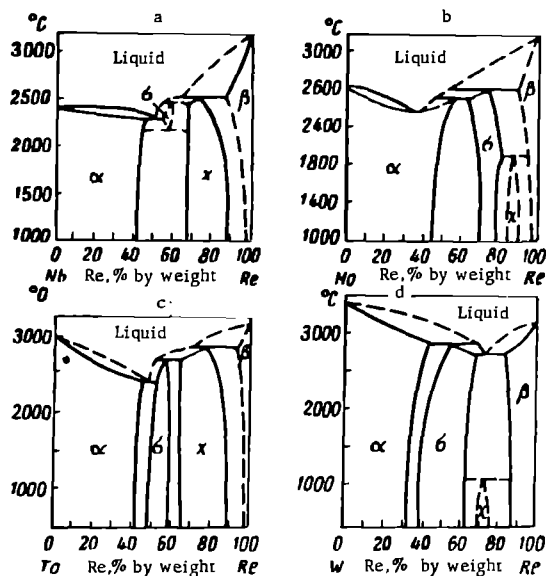 a
°C
Liquid
3000
2500
2000
1500
1000
α
б
x
β
0 20 40 60 80 100
Nb Re, % by weight Re
b
°C
Liquid
3000
2600
2400
1800
1400
1000
α
б
x
β
0 20 40 60 80 100
Mo Re, % by weight Re
c
°C
Liquid
3000
2000
1000
α
б
x
β
0 20 40 60 80 100
Ta Re, % by weight Re
d
°C
Liquid
3000
2000
1000
α
б
x
β
0 20 40 60 80 100
W Re, % by weight Re